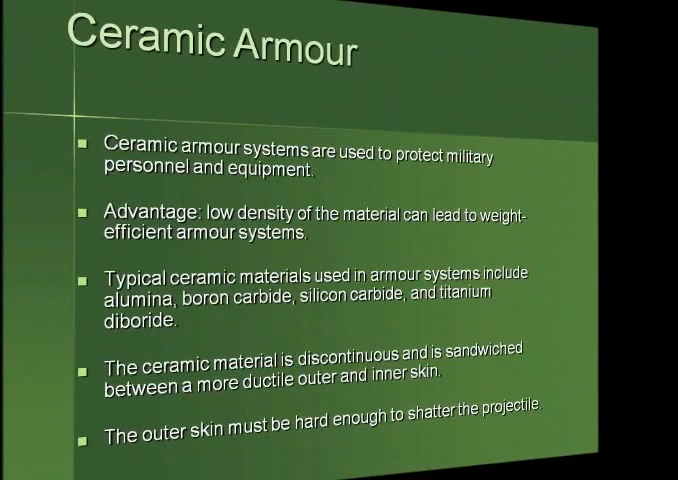 Ceramic Armour
Ceramic armour systems are used to protect military
personnel and equipment.
Advantage: low density of the material can lead to weight-
efficient armour systems.
Typical ceramic materials used in armour systems include
alumina, boron carbide, silicon carbide, and titanium
diboride.
The ceramic material is discontinuous and is sandwiched
between a more ductile outer and inner skin.
The outer skin must be hard enough to shatter the projectile.